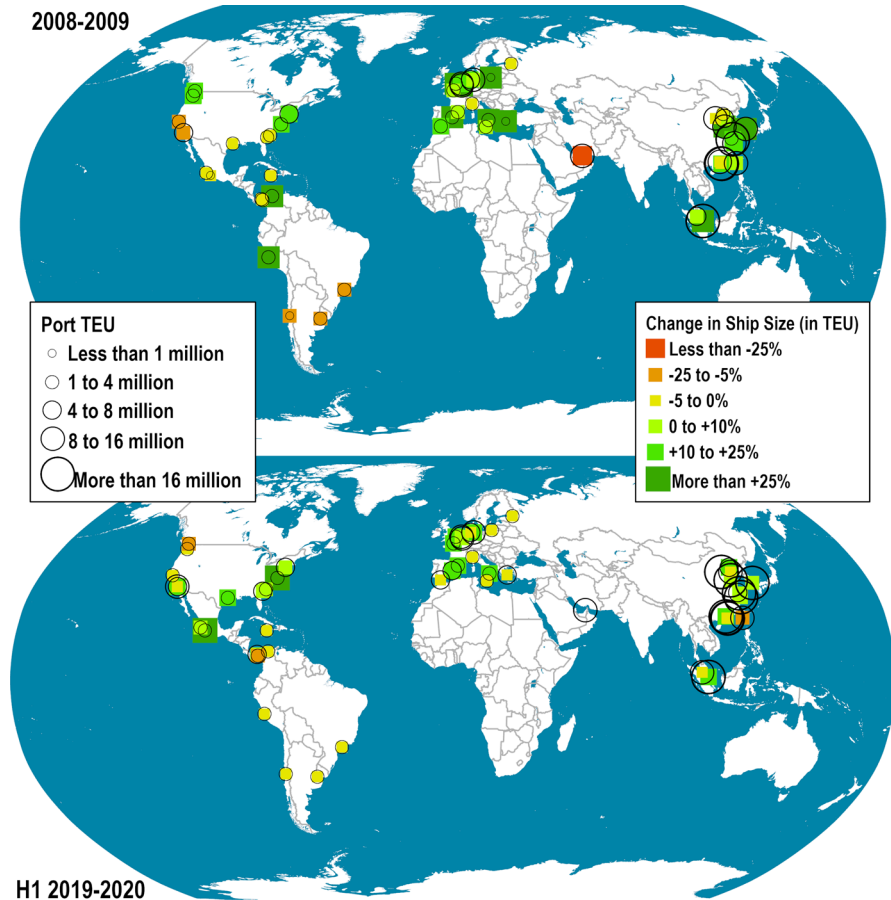 2008-2009
Port TEU
Less than 1 million
1 to 4 million
4 to 8 million
8 to 16 million
More than 16 million
Change in Ship Size (in TEU)
Less than -25%
-25 to -5%
-5 to 0%
0 to +10%
+10 to +25%
More than +25%
H1 2019-2020